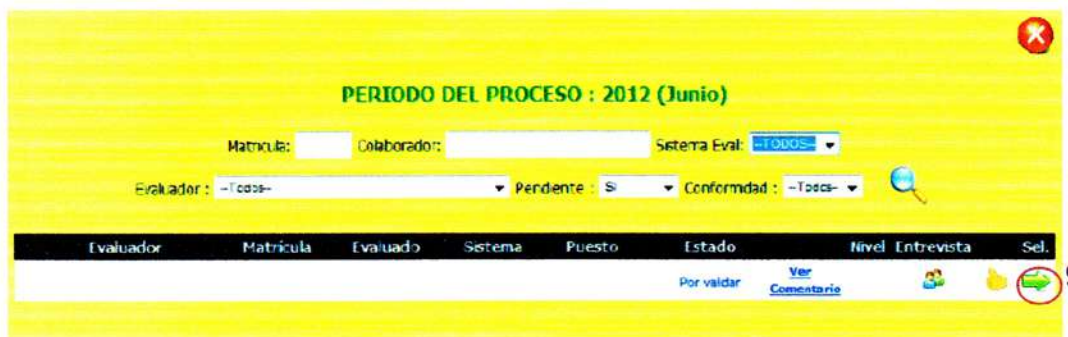 PERIODO DEL PROCESO : 2012 (Junio)
Matricula: Colaborador: Sistema Eval: --TODOS--
Evaluador : --Todos-- Pendiente : Si Conformidad : --Todos--
Evaluador Matricula Evaluado Sistema Puesto Estado Nivel Entrevista Sel.
Por validar Ver Comentario